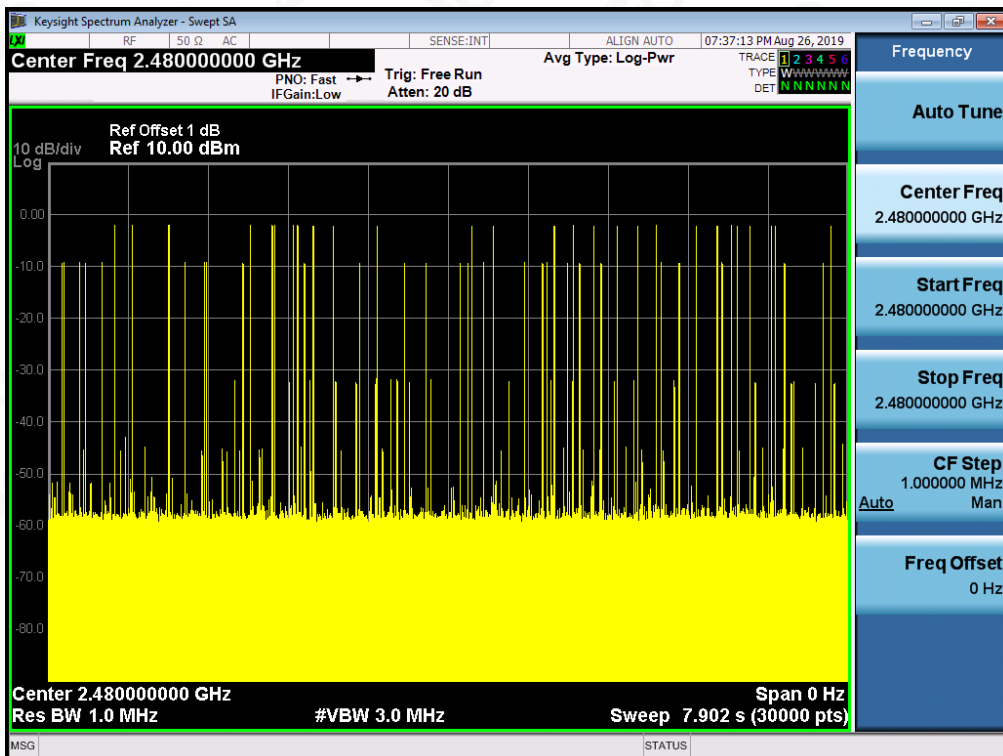 Keysight Spectrum Analyzer - Swept SA
LXI RF 50 Ω AC SENSE:INT ALIGN AUTO 07:37:13 PM Aug 26, 2019
Center Freq 2.480000000 GHz
PNO: Fast
IFGain:Low
Trig: Free Run
Atten: 20 dB
Avg Type: Log-Pwr
TRACE 1 2 3 4 5 6
TYPE WWWWWWW
DET N N N N N N
Ref Offset 1 dB
10 dB/div Ref 10.00 dBm
Log
0.00
-10.0
-20.0
-30.0
-40.0
-50.0
-60.0
-70.0
-80.0
Center 2.480000000 GHz Span 0 Hz
Res BW 1.0 MHz #VBW 3.0 MHz Sweep 7.902 s (30000 pts)
MSG STATUS
Frequency
Auto Tune
Center Freq
2.480000000 GHz
Start Freq
2.480000000 GHz
Stop Freq
2.480000000 GHz
CF Step
1.000000 MHz
Auto Man
Freq Offset
0 Hz